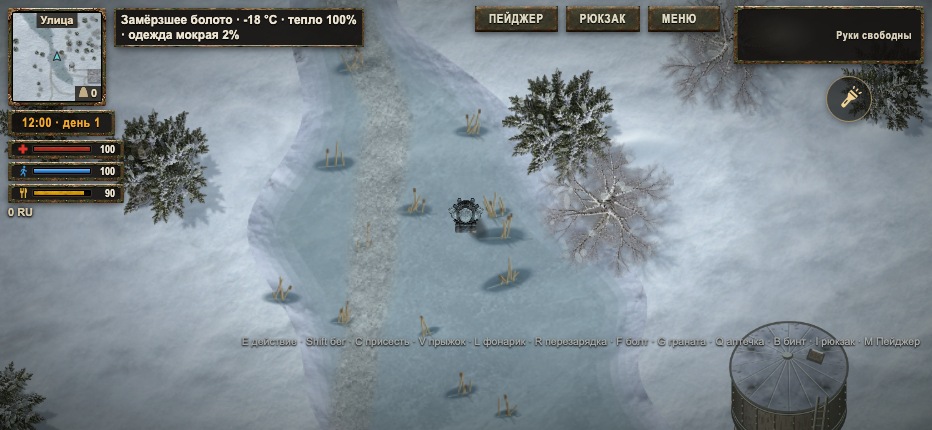 Улица
0
12:00 · день 1
100
100
90
0 RU
Замёрзшее болото · -18 °C · тепло 100%
· одежда мокрая 2%
ПЕЙДЖЕР
РЮКЗАК
МЕНЮ
Руки свободны
E действие · Shift бег · C присесть · V прыжок · L фонарик · R перезарядка · F болт · G граната · Q аптечка · B бинт · I рюкзак · M Пейджер